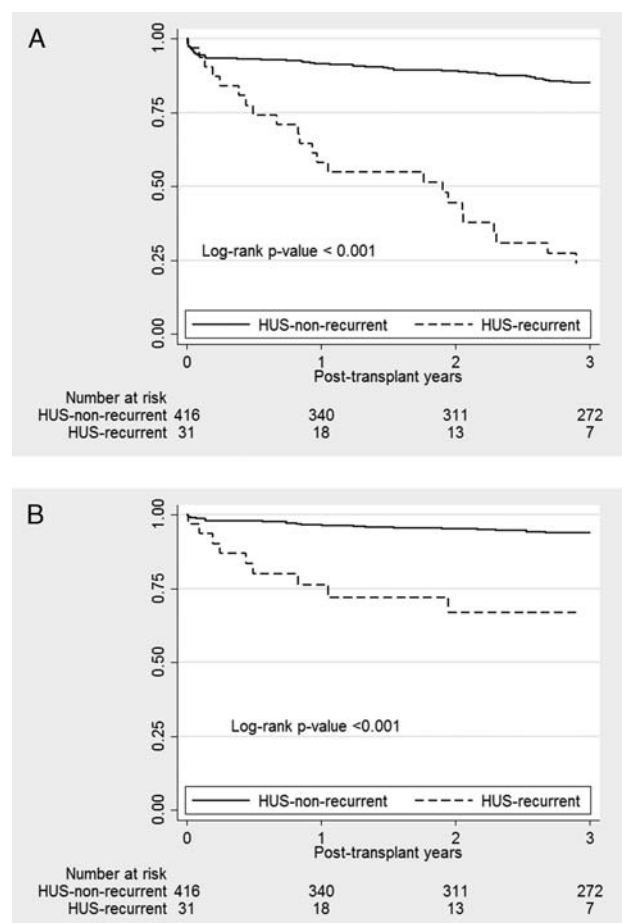 A
1.00
0.75
0.50
0.25
0.00
Log-rank p-value < 0.001
HUS-non-recurrent HUS-recurrent
0 1 2 3
Post-transplant years
Number at risk
HUS-non-recurrent 416 340 311 272
HUS-recurrent 31 18 13 7
B
1.00
0.75
0.50
0.25
0.00
Log-rank p-value <0.001
HUS-non-recurrent HUS-recurrent
0 1 2 3
Post-transplant years
Number at risk
HUS-non-recurrent 416 340 311 272
HUS-recurrent 31 18 13 7